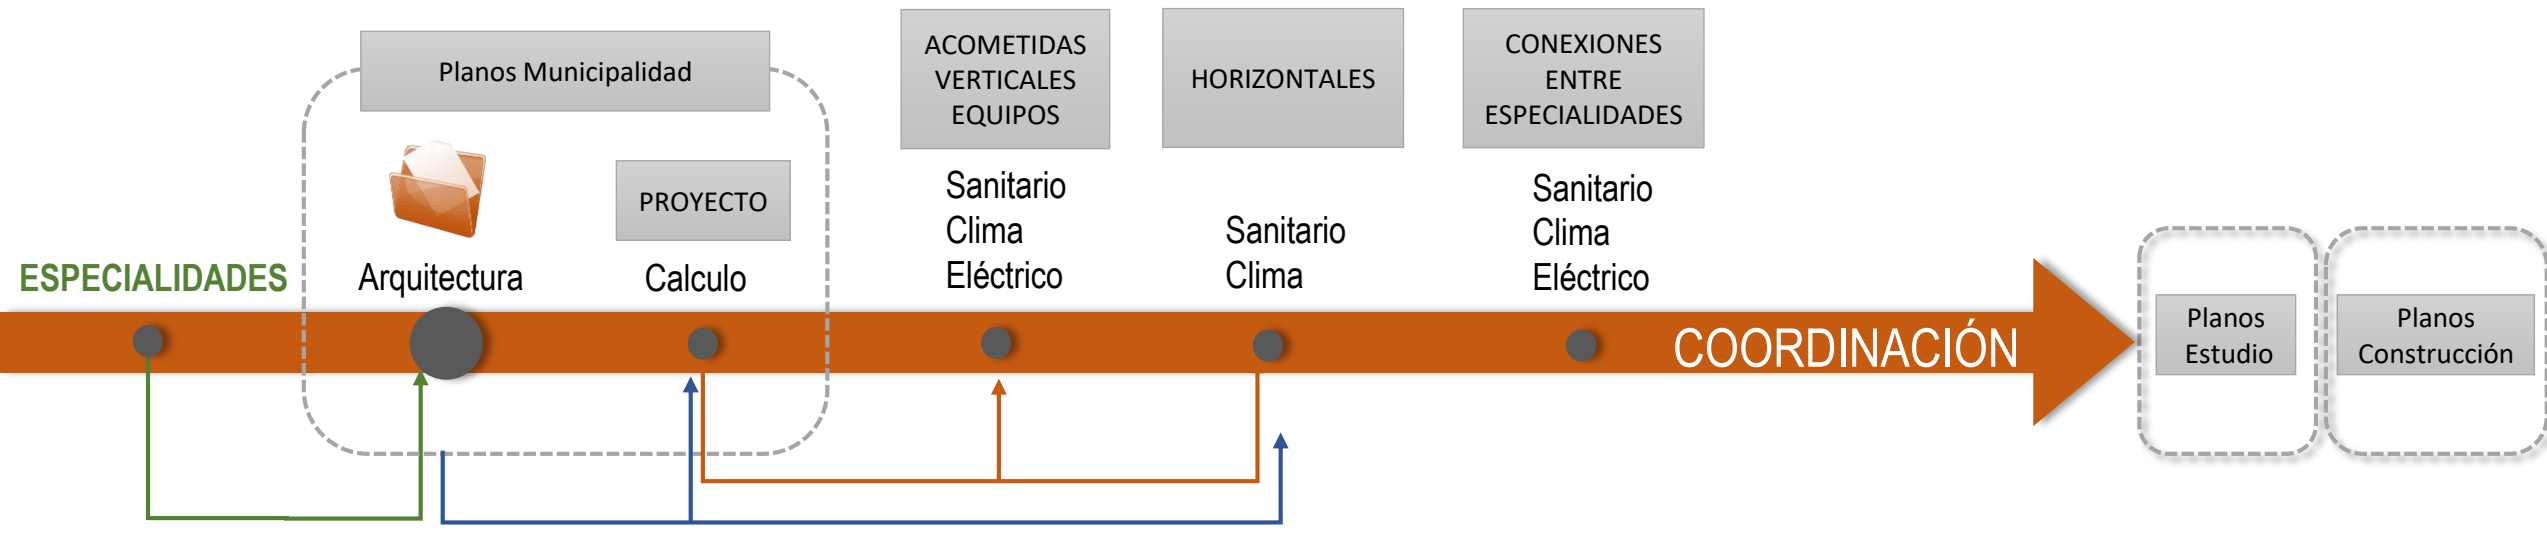 Planos Municipalidad
ACOMETIDAS
VERTICALES
EQUIPOS
HORIZONTALES
CONEXIONES
ENTRE
ESPECIALIDADES
PROYECTO
Sanitario
Clima
Eléctrico
Sanitario
Clima
Sanitario
Clima
Eléctrico
ESPECIALIDADES
Arquitectura
Calculo
COORDINACIÓN
Planos
Estudio
Planos
Construcción